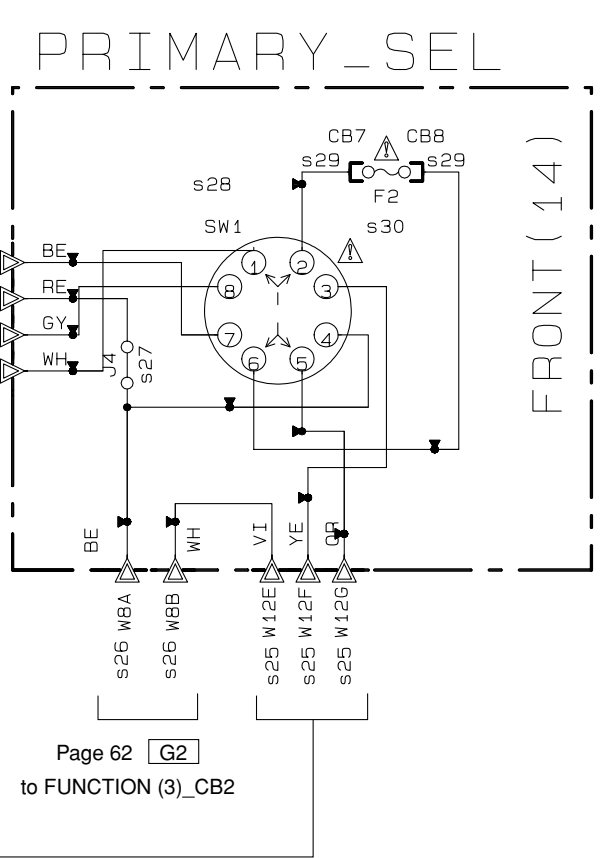 PRIMARY_SEL
CB7 CB8
s29 s29
F2
s28
SW1 s30
FRONT(14)
BE
RE
GY
WH
J4
s27
1
2
3
4
5
6
7
8
BE
WH
VI
YE
OR
s26 W8A
s26 W8B
s25 W12E
s25 W12F
s25 W12G
Page 62 G2
to FUNCTION (3)_CB2